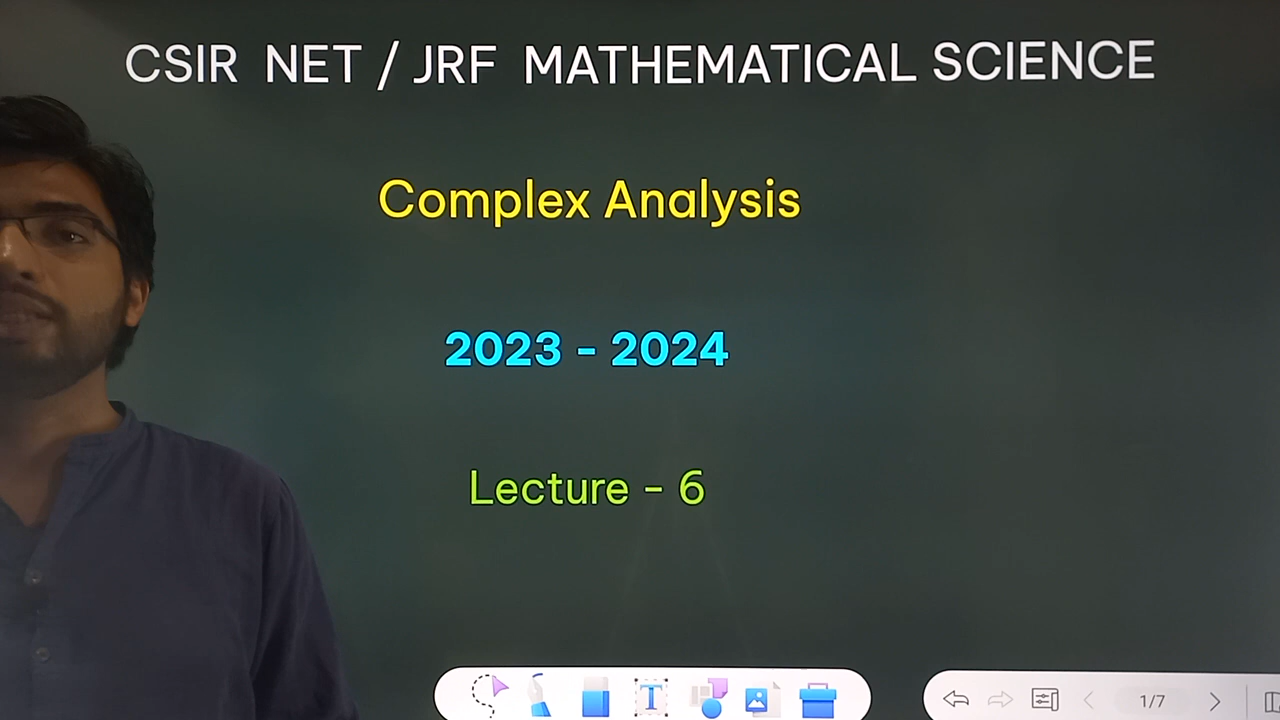 CSIR NET / JRF MATHEMATICAL SCIENCE
Complex Analysis
2023 - 2024
Lecture - 6
T
1/7